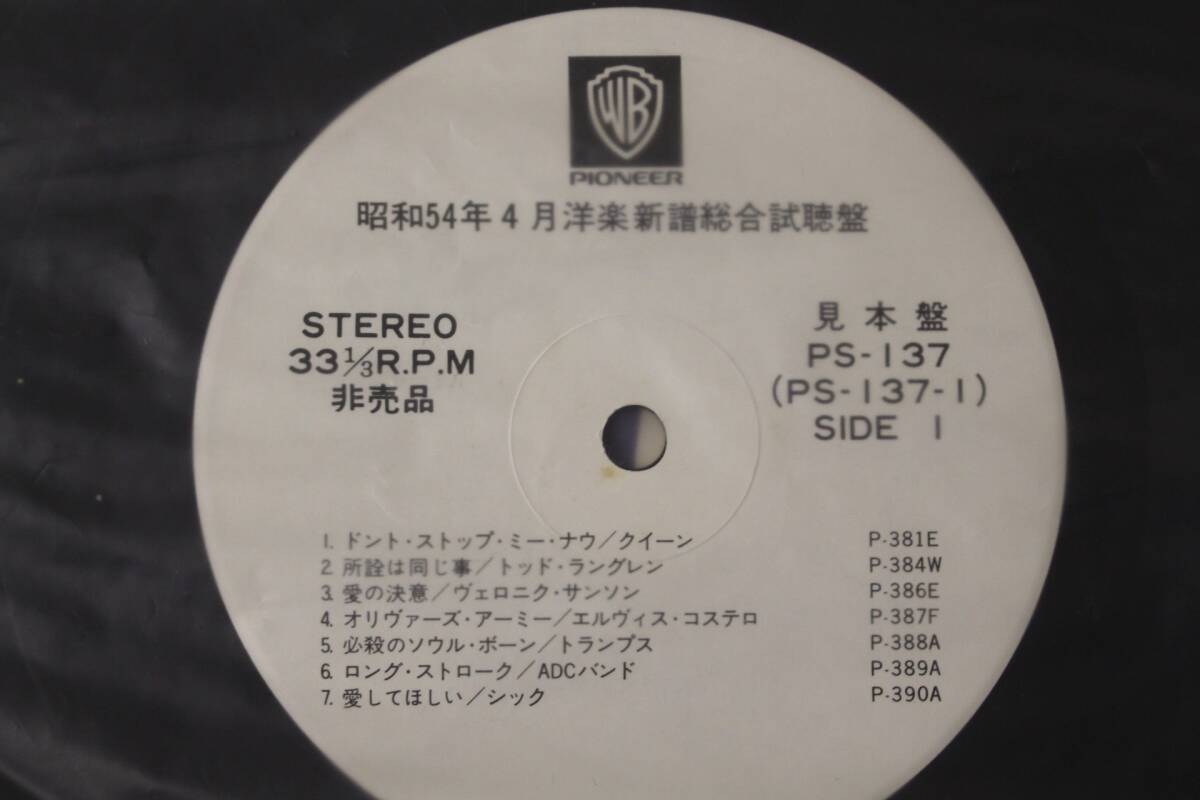 WB
PIONEER
昭和54年4月洋楽新譜総合試聴盤
STEREO
33⅓R.P.M
非売品
見本盤
PS-137
(PS-137-1)
SIDE 1
1. ドント・ストップ・ミー・ナウ/クイーン P-381E
2. 所詮は同じ事/トッド・ラングレン P-384W
3. 愛の決意/ヴェロニク・サンソン P-386E
4. オリヴァーズ・アーミー/エルヴィス・コステロ P-387F
5. 必殺のソウル・ボーン/トランプス P-388A
6. ロング・ストローク/ADCバンド P-389A
7. 愛してほしい/シック P-390A